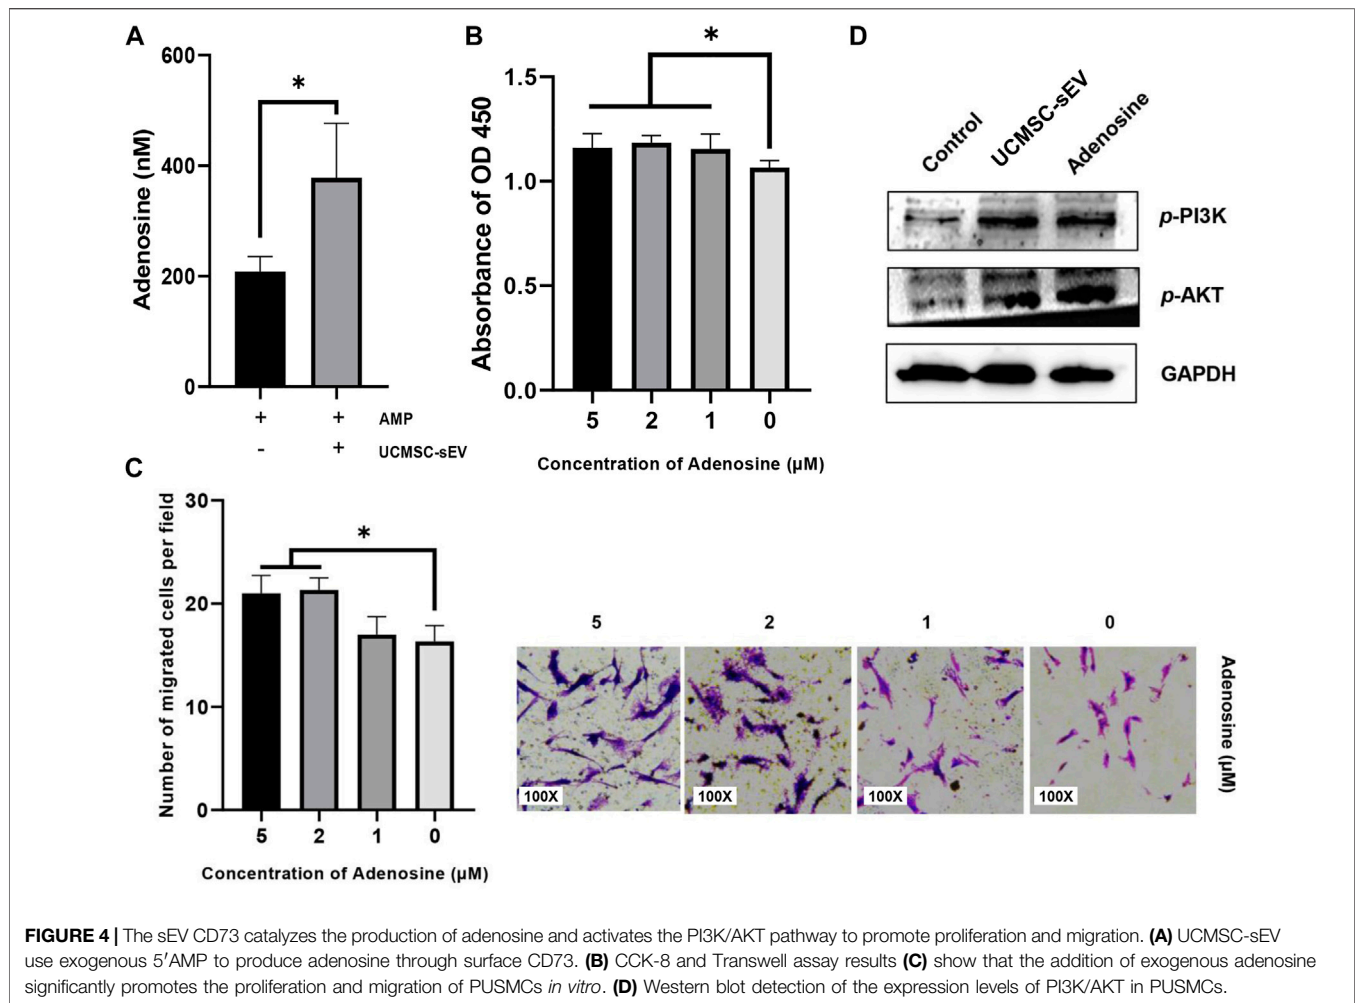 A
600
400
200
0
Adenosine (nM)
*
+ + AMP
- + UCMSC-sEV
B
1.5
1.0
0.5
0.0
Absorbance of OD 450
*
5 2 1 0
Concentration of Adenosine (μM)
D
Control UCMSC-sEV Adenosine
p-PI3K
p-AKT
GAPDH
C
30
20
10
0
Number of migrated cells per field
*
5 2 1 0
Concentration of Adenosine (μM)
5 2 1 0
100X 100X 100X 100X
Adenosine (μM)
FIGURE 4 | The sEV CD73 catalyzes the production of adenosine and activates the PI3K/AKT pathway to promote proliferation and migration. (A) UCMSC-sEV
use exogenous 5′AMP to produce adenosine through surface CD73. (B) CCK-8 and Transwell assay results (C) show that the addition of exogenous adenosine
significantly promotes the proliferation and migration of PUSMCs in vitro. (D) Western blot detection of the expression levels of PI3K/AKT in PUSMCs.